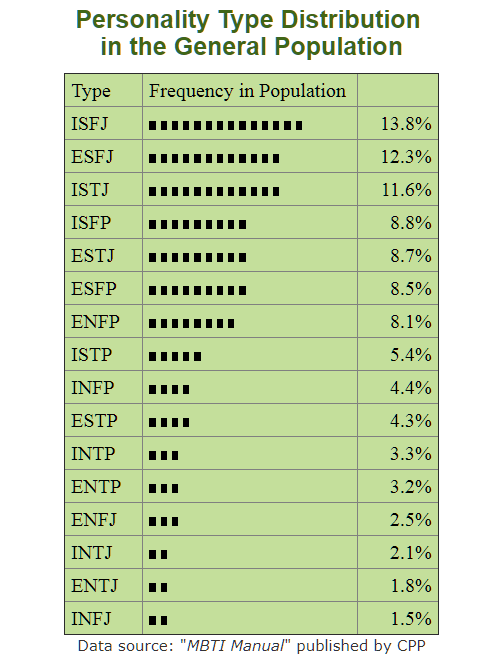 Personality Type Distribution
in the General Population
Type Frequency in Population
ISFJ 13.8%
ESFJ 12.3%
ISTJ 11.6%
ISFP 8.8%
ESTJ 8.7%
ESFP 8.5%
ENFP 8.1%
ISTP 5.4%
INFP 4.4%
ESTP 4.3%
INTP 3.3%
ENTP 3.2%
ENFJ 2.5%
INTJ 2.1%
ENTJ 1.8%
INFJ 1.5%
Data source: "MBTI Manual" published by CPP